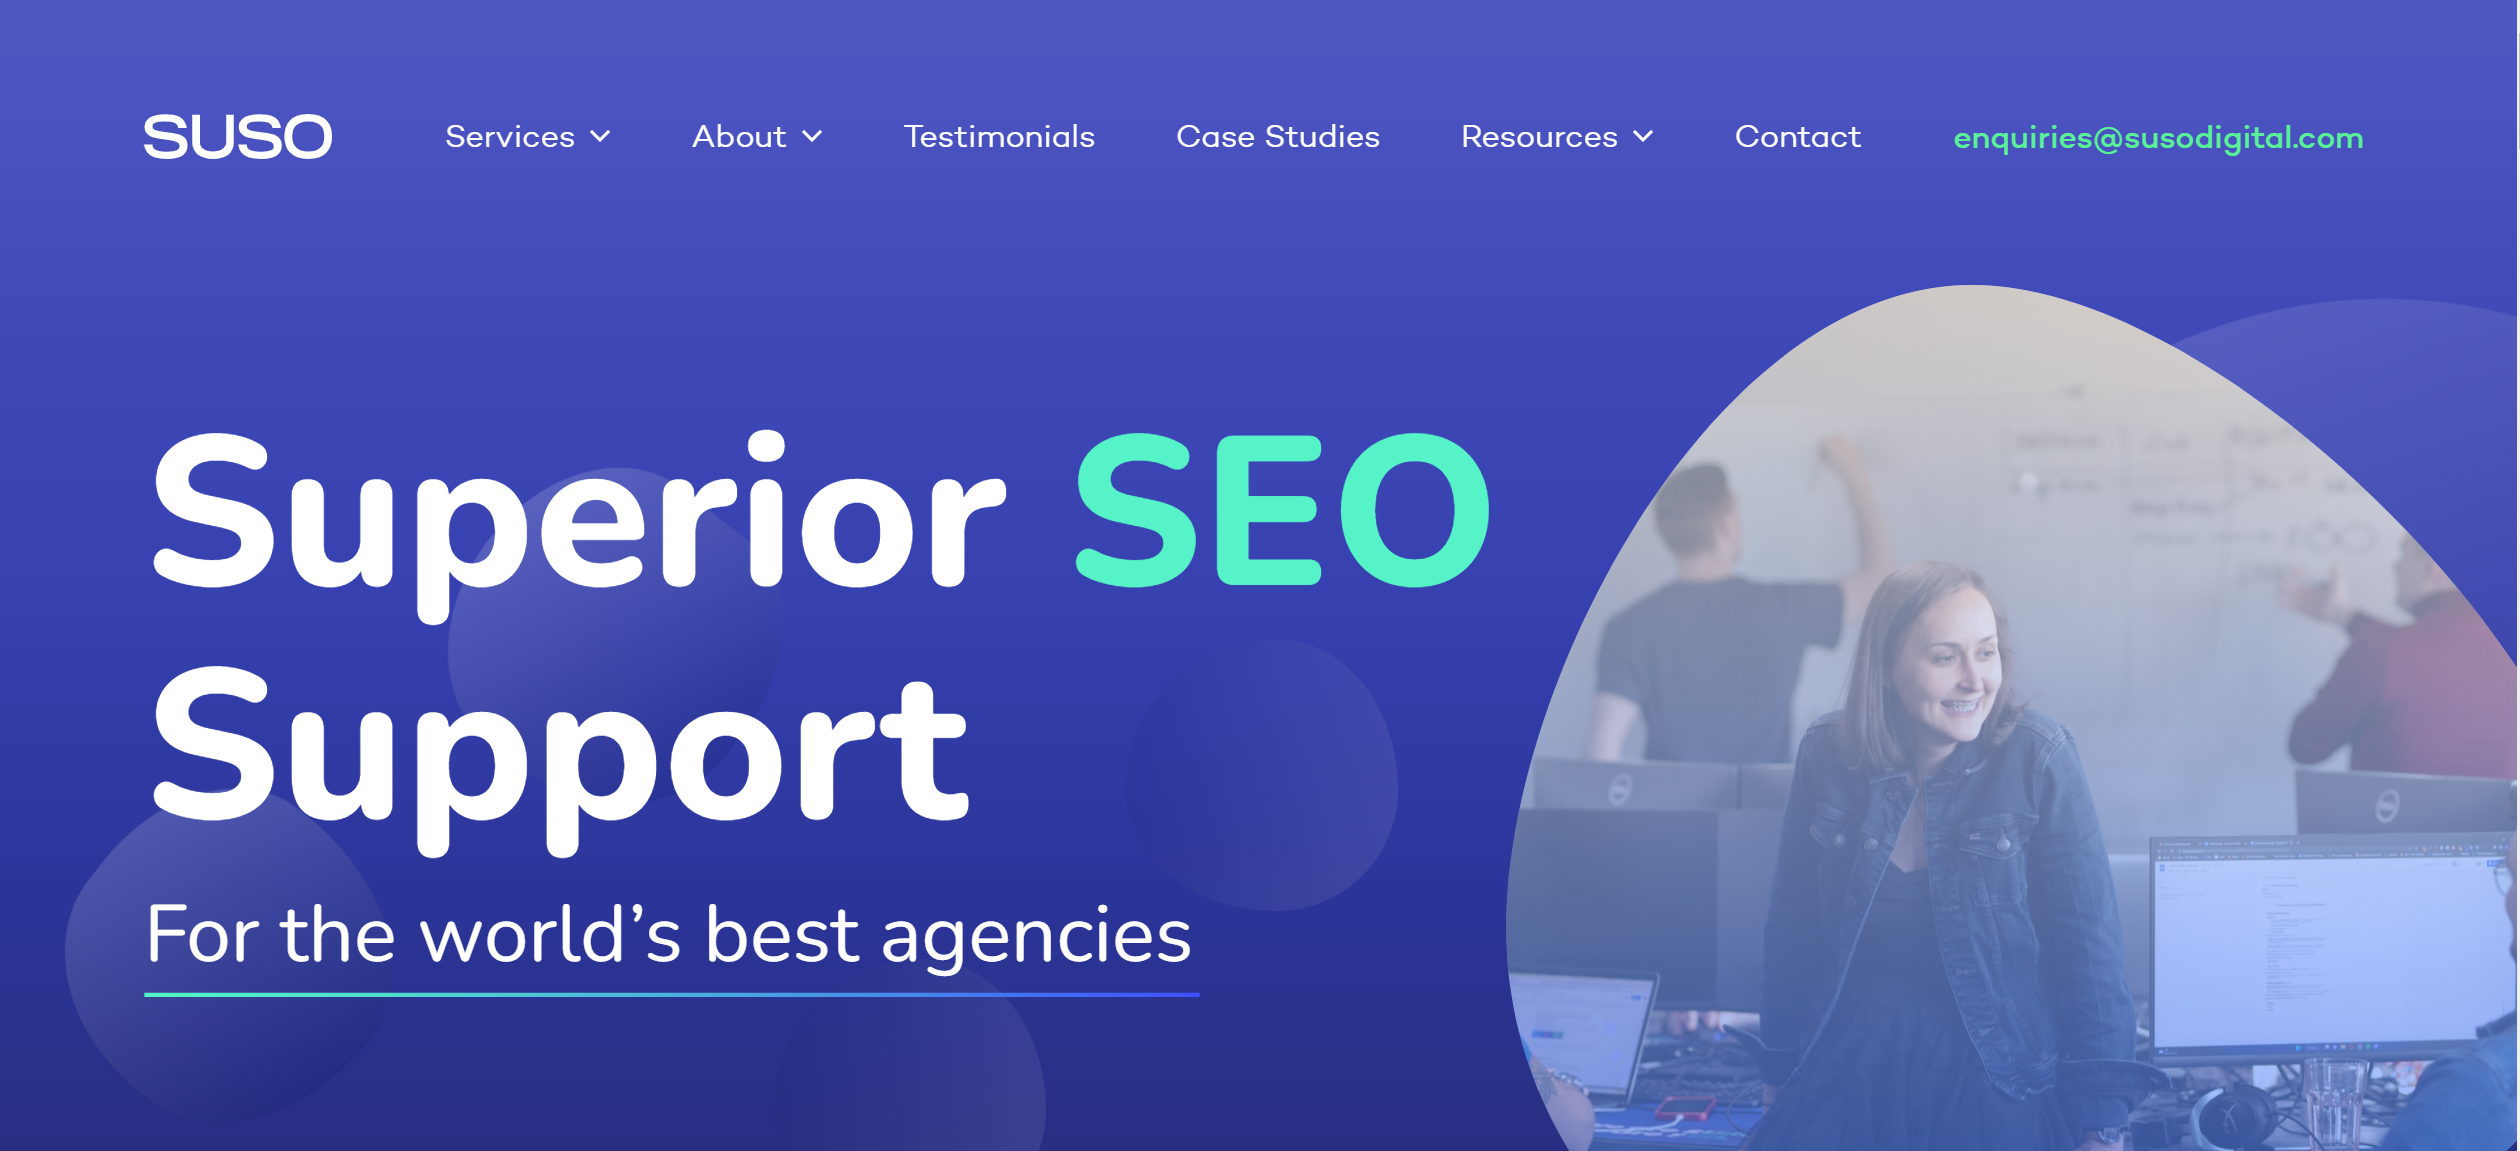 SUSO
Services
About
Testimonials
Case Studies
Resources
Contact
enquiries@susodigital.com
Superior SEO
Support
For the world's best agencies